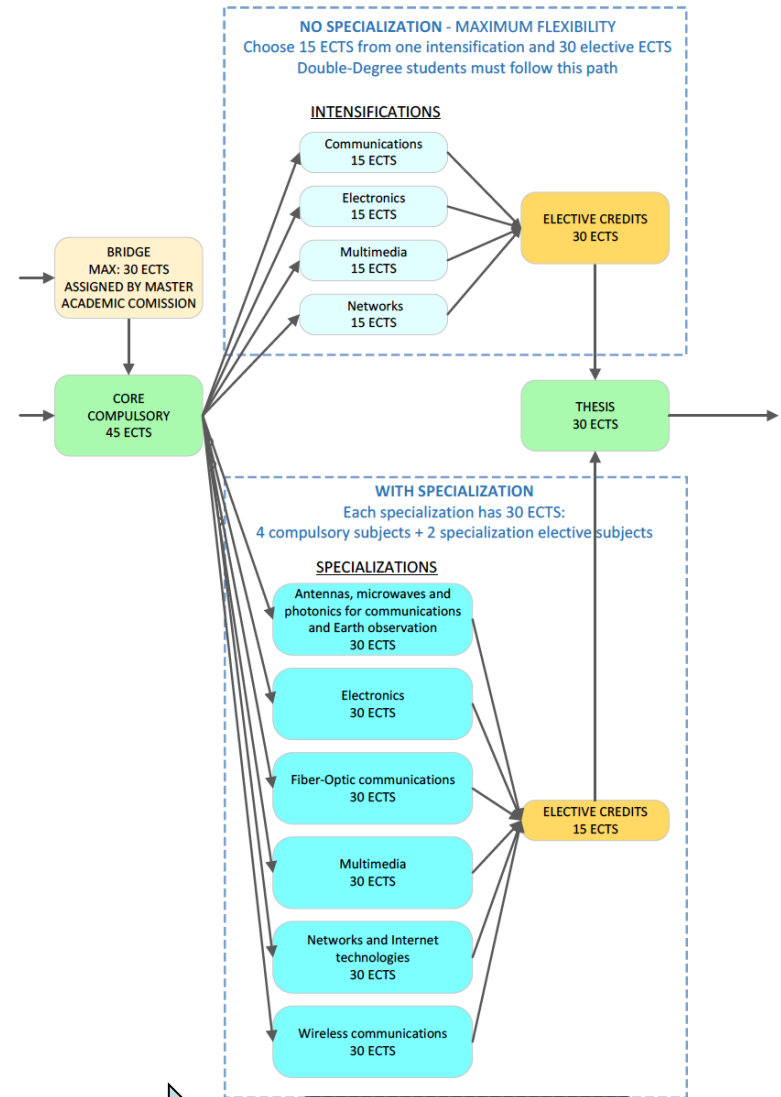 NO SPECIALIZATION - MAXIMUM FLEXIBILITY
Choose 15 ECTS from one intensification and 30 elective ECTS
Double-Degree students must follow this path
INTENSIFICATIONS
Communications
15 ECTS
Electronics
15 ECTS
Multimedia
15 ECTS
Networks
15 ECTS
ELECTIVE CREDITS
30 ECTS
BRIDGE
MAX: 30 ECTS
ASSIGNED BY MASTER
ACADEMIC COMISSION
CORE
COMPULSORY
45 ECTS
THESIS
30 ECTS
WITH SPECIALIZATION
Each specialization has 30 ECTS:
4 compulsory subjects + 2 specialization elective subjects
SPECIALIZATIONS
Antennas, microwaves and
photonics for communications
and Earth observation
30 ECTS
Electronics
30 ECTS
Fiber-Optic communications
30 ECTS
Multimedia
30 ECTS
Networks and Internet
technologies
30 ECTS
Wireless communications
30 ECTS
ELECTIVE CREDITS
15 ECTS